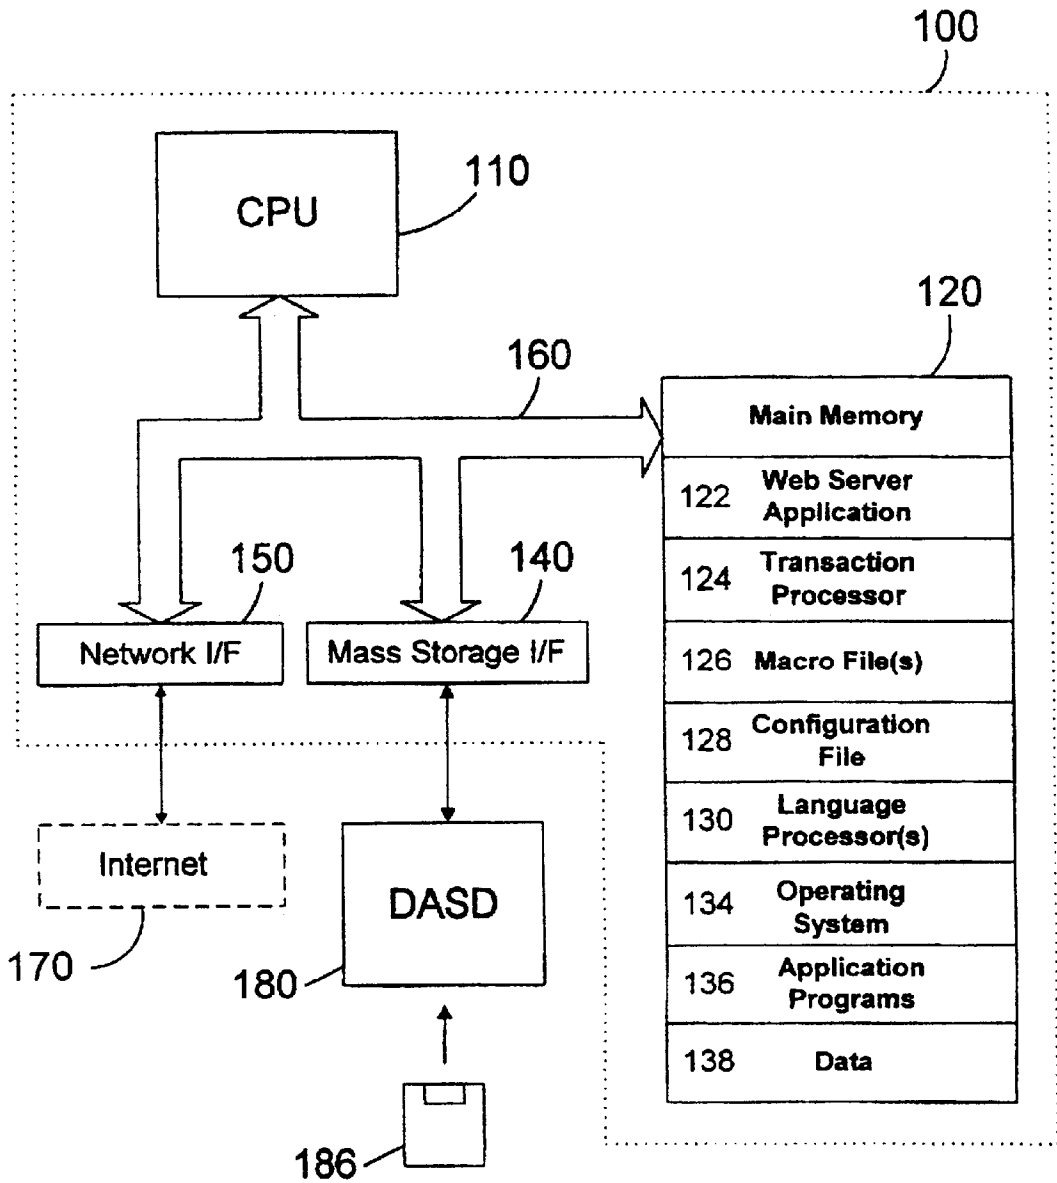 100
CPU
110
120
160
Main Memory
122 Web Server
Application
150
140
124 Transaction
Processor
Network I/F
Mass Storage I/F
126 Macro File(s)
128 Configuration
File
130 Language
Processor(s)
Internet
DASD
134 Operating
System
170
180
136 Application
Programs
138 Data
186